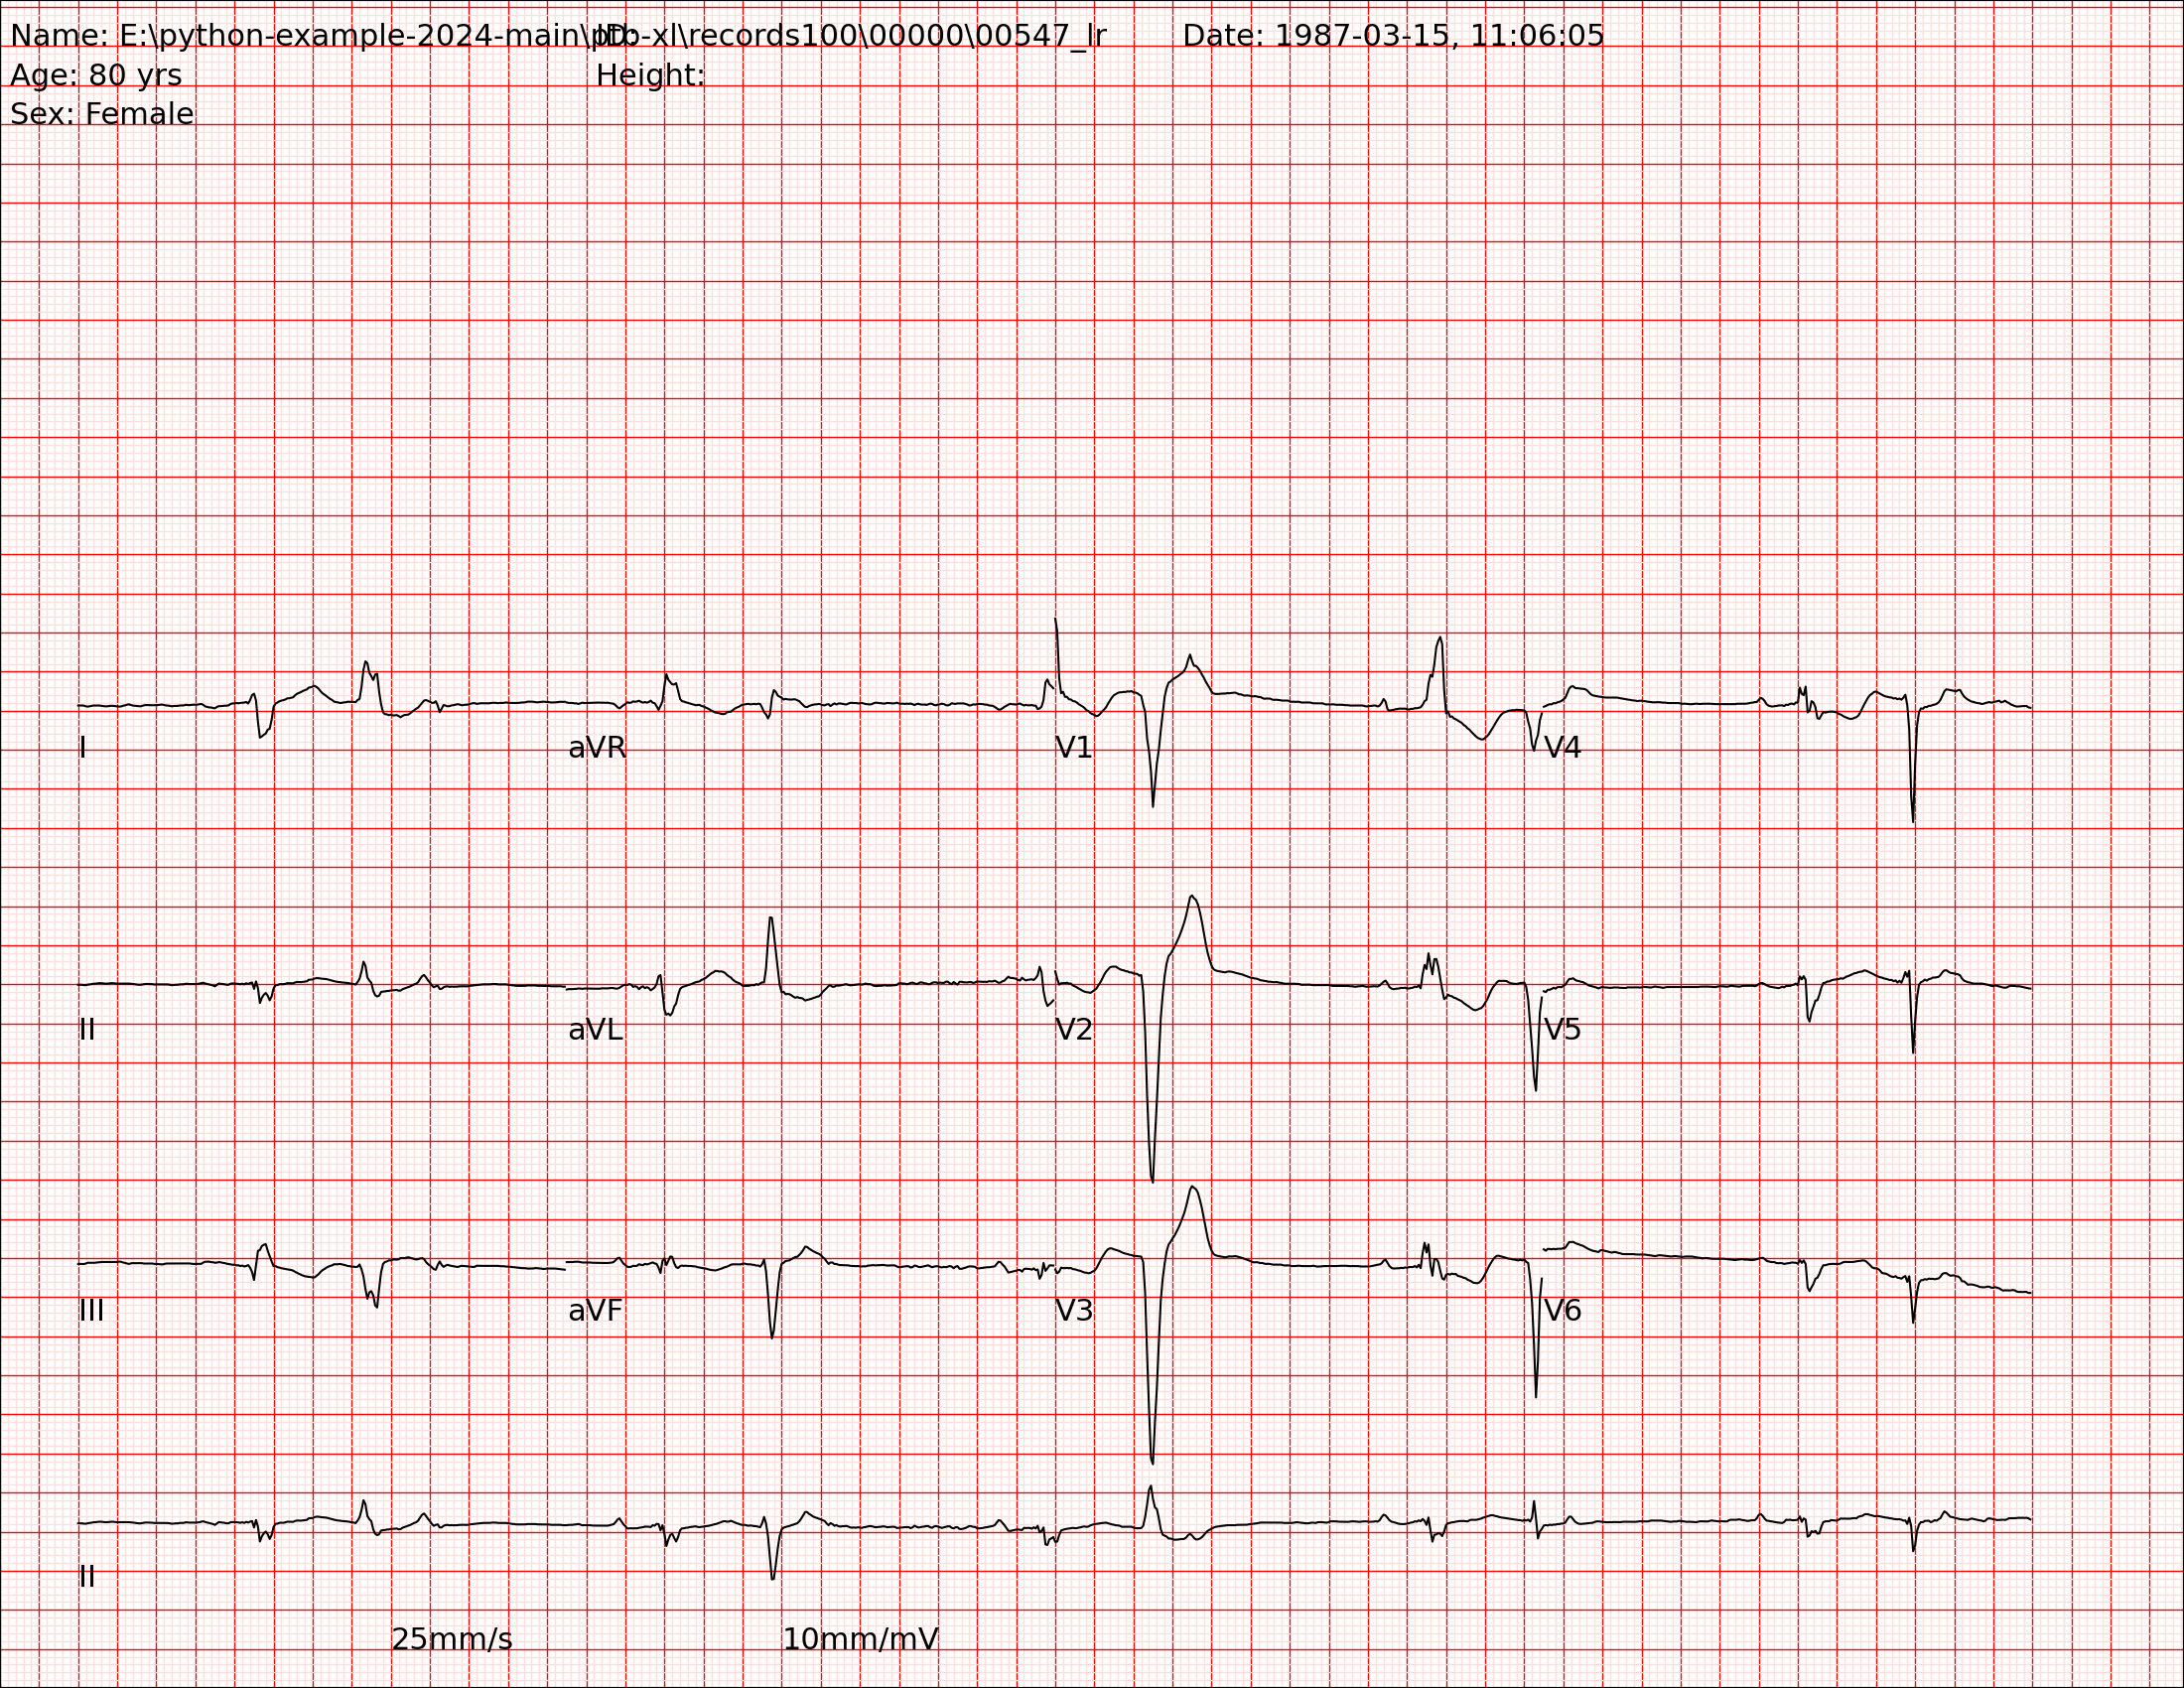 Name: E:\python-example-2024-main\ptb-xl\records100\00000\00547_lr ID: Date: 1987-03-15, 11:06:05
Age: 80 yrs Height:
Sex: Female
I aVR V1 V4
II aVL V2 V5
III aVF V3 V6
II
25mm/s 10mm/mV